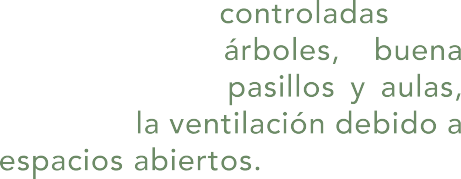 controladas
árboles, buena
pasillos y aulas,
la ventilación debido a
espacios abiertos.